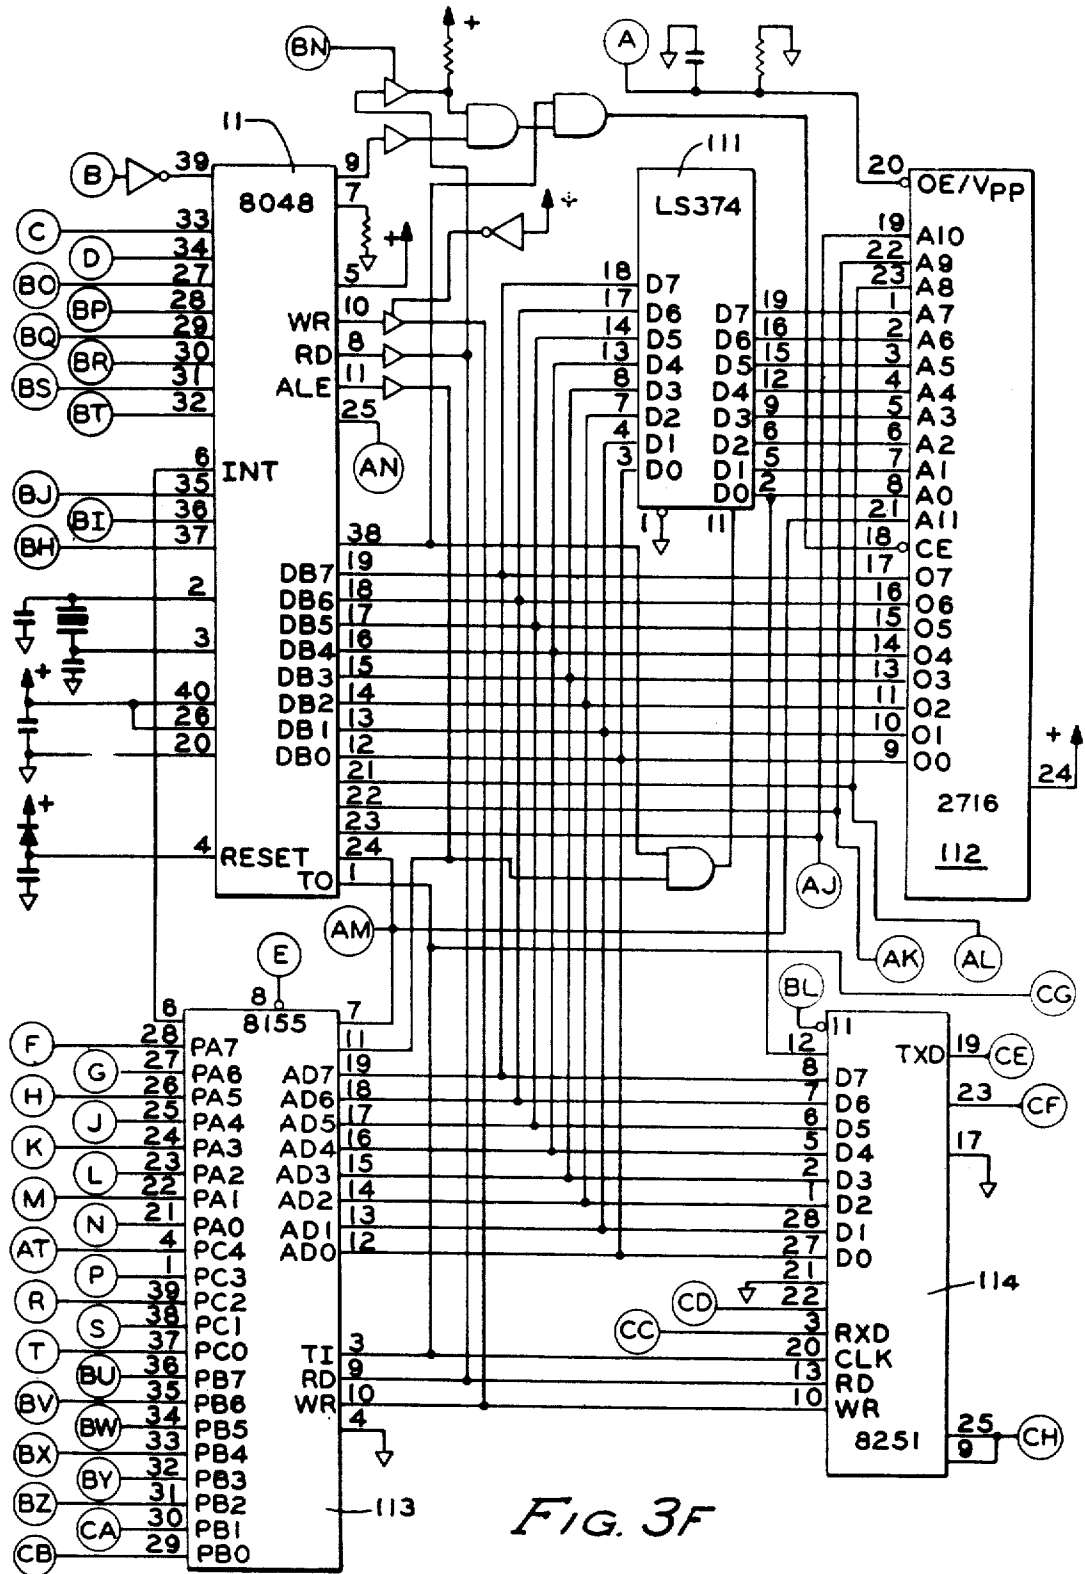 BN
+
A
11
111
B
39
9
7
8048
LS374
20
OE/VPP
C
33
D
34
BO
27
BP
28
BQ
29
BR
30
BS
31
BT
32
+
5
WR
10
RD
8
ALE
11
25
AN
18
D7
17
D6
14
D5
13
D4
8
D3
7
D2
4
D1
3
D0
D7
19
D6
16
D5
15
D4
12
D3
9
D2
6
D1
5
D0
2
1
11
19
A10
22
A9
23
A8
1
A7
2
A6
3
A5
4
A4
5
A3
6
A2
7
A1
8
A0
21
A11
18
CE
17
O7
16
O6
15
O5
14
O4
13
O3
11
O2
10
O1
9
O0
+
24
2716
112
6
INT
BJ
35
BI
36
BH
37
2
3
+
40
26
20
+
4
RESET
38
DB7
19
DB6
18
DB5
17
DB4
16
DB3
15
DB2
14
DB1
13
DB0
12
21
22
23
24
TO
1
AM
AJ
AK
AL
CG
E
8
8155
6
7
11
F
28
PA7
G
27
PA6
H
26
PA5
J
25
PA4
K
24
PA3
L
23
PA2
M
22
PA1
N
21
PA0
AT
4
PC4
P
1
PC3
R
39
PC2
S
38
PC1
T
37
PC0
BU
36
PB7
BV
35
PB6
BW
34
PB5
BX
33
PB4
BY
32
PB3
BZ
31
PB2
CA
30
PB1
CB
29
PB0
AD7
19
AD6
18
AD5
17
AD4
16
AD3
15
AD2
14
AD1
13
AD0
12
TI
3
RD
9
WR
10
4
113
BL
11
12
8
D7
7
D6
6
D5
5
D4
2
D3
1
D2
28
D1
27
D0
21
CD
22
CC
3
RXD
20
CLK
13
RD
10
WR
8251
TXD
19
CE
23
CF
17
114
25
9
CH
FIG. 3F